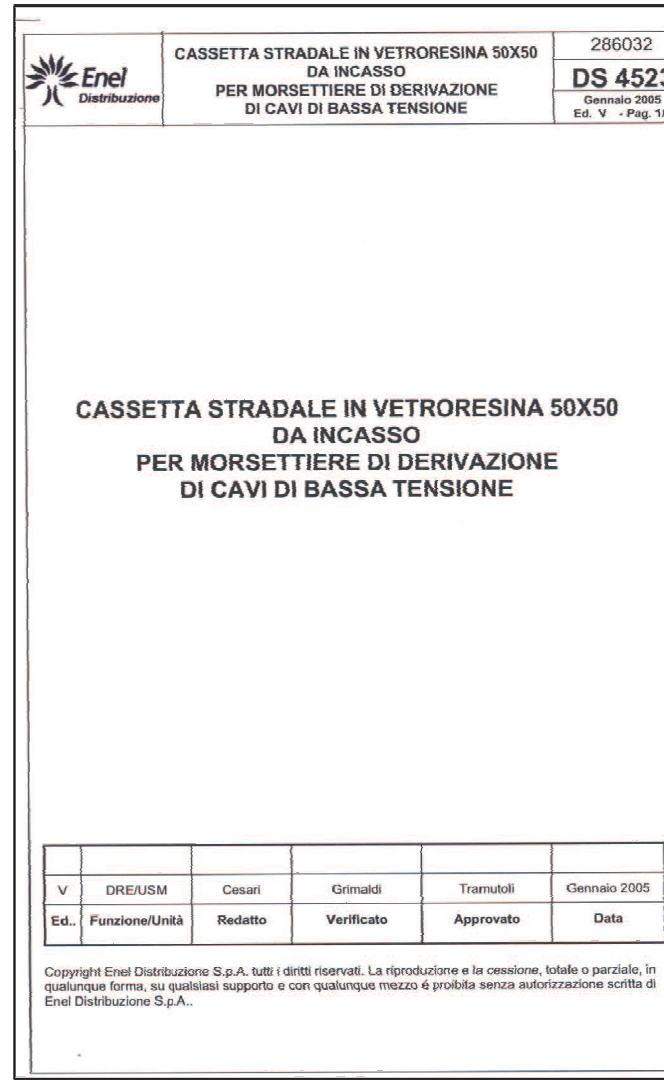 Enel
Distribuzione
CASSETTA STRADALE IN VETRORESINA 50X50
DA INCASSO
PER MORSETTIERE DI DERIVAZIONE
DI CAVI DI BASSA TENSIONE
286032
DS 4523
Gennaio 2005
Ed. V - Pag. 1/
CASSETTA STRADALE IN VETRORESINA 50X50
DA INCASSO
PER MORSETTIERE DI DERIVAZIONE
DI CAVI DI BASSA TENSIONE
V DRE/USM Cesari Grimaldi Tramutoli Gennaio 2005
Ed.. Funzione/Unità Redatto Verificato Approvato Data
Copyright Enel Distribuzione S.p.A. tutti i diritti riservati. La riproduzione e la cessione, totale o parziale, in
qualunque forma, su qualsiasi supporto e con qualunque mezzo é proibita senza autorizzazione scritta di
Enel Distribuzione S.p.A..